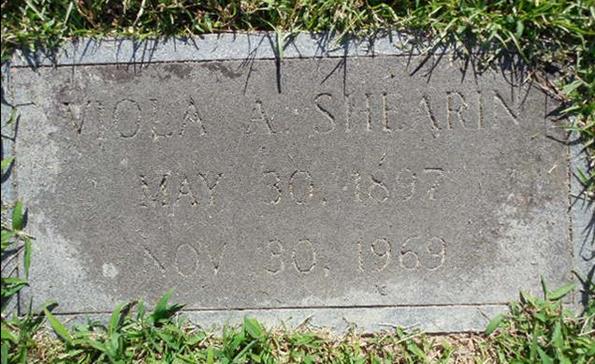 VIOLA A. SHEARIN
MAY 30, 1897
NOV. 30, 1969